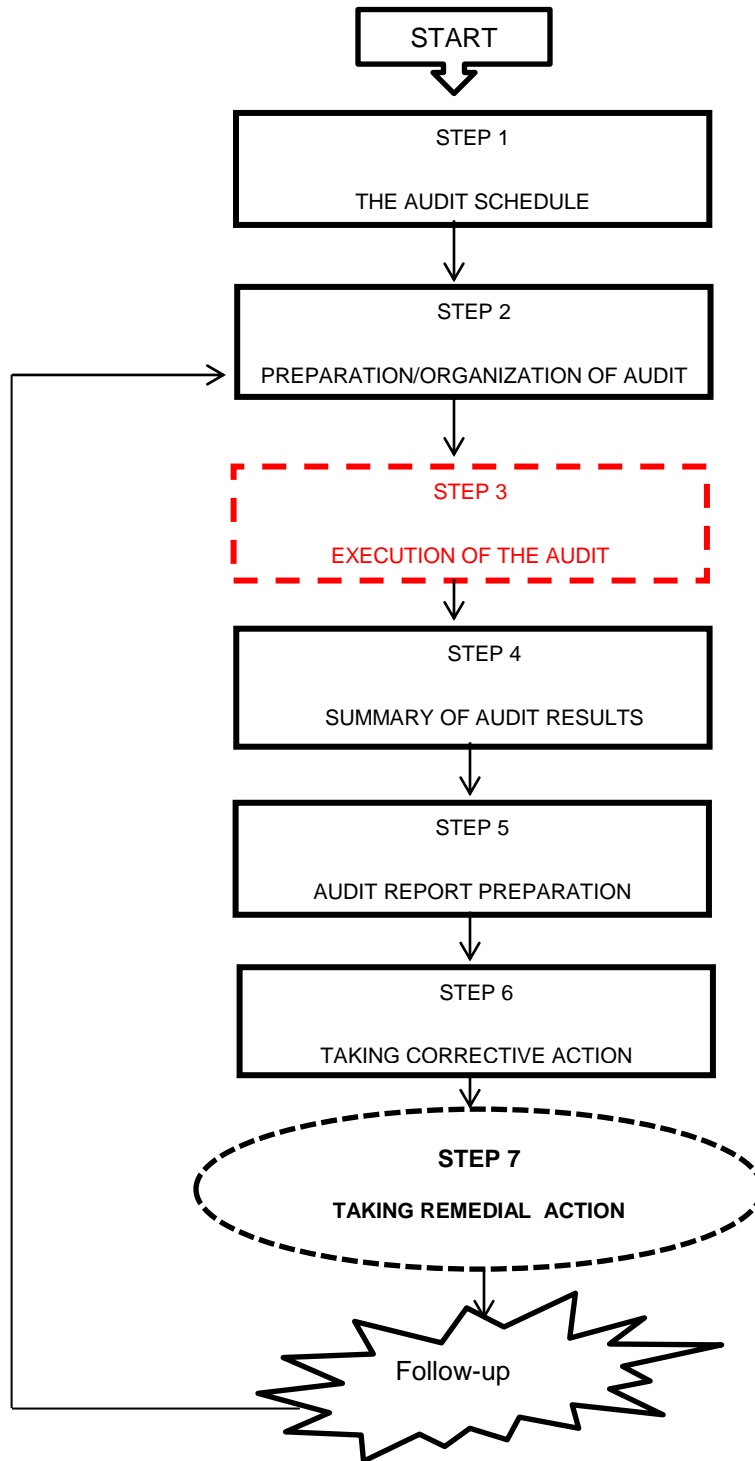 START
STEP 1
THE AUDIT SCHEDULE
STEP 2
PREPARATION/ORGANIZATION OF AUDIT
STEP 3
EXECUTION OF THE AUDIT
STEP 4
SUMMARY OF AUDIT RESULTS
STEP 5
AUDIT REPORT PREPARATION
STEP 6
TAKING CORRECTIVE ACTION
STEP 7
TAKING REMEDIAL ACTION
Follow-up